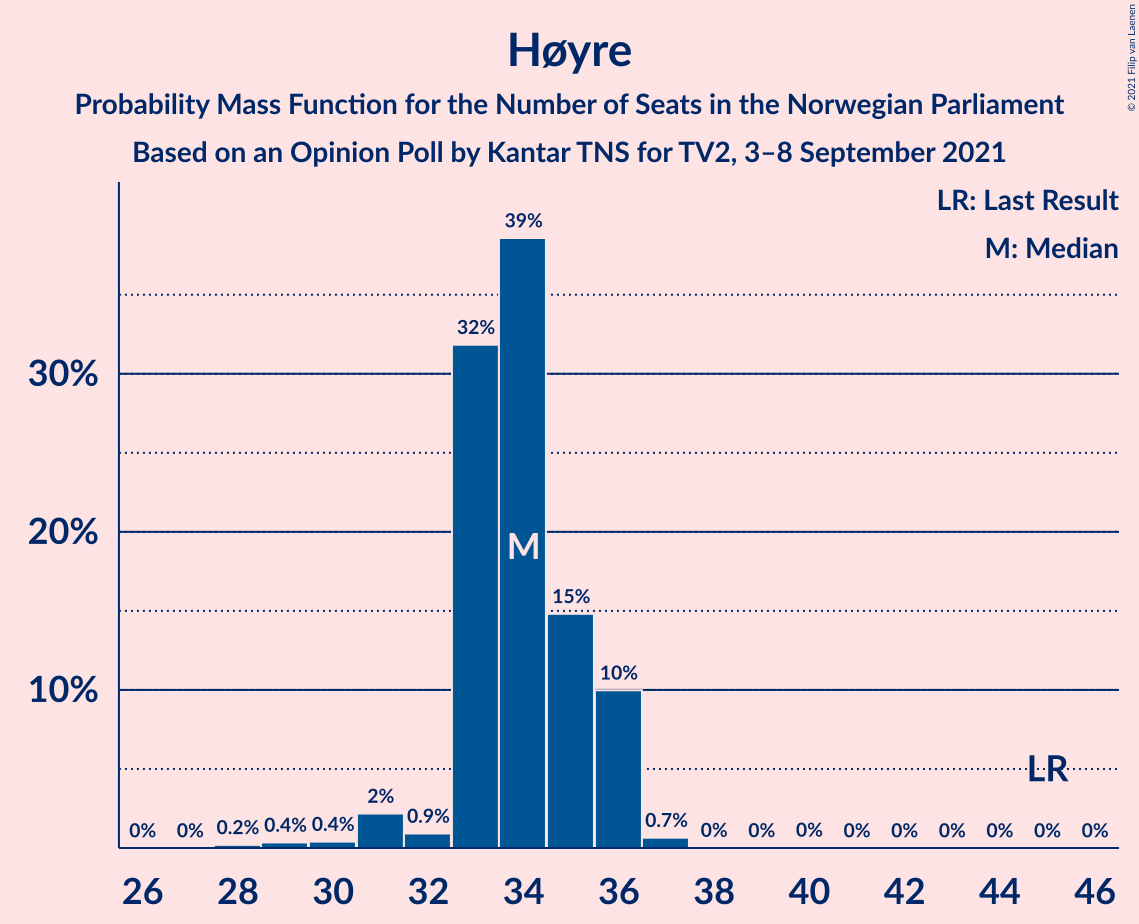 Høyre
Probability Mass Function for the Number of Seats in the Norwegian Parliament
Based on an Opinion Poll by Kantar TNS for TV2, 3–8 September 2021
© 2021 Filip van Laenen
LR: Last Result
M: Median
39%
32%
30%
20%
M
15%
10%
10%
LR
2%
0% 0% 0.2% 0.4% 0.4% 0.9% 0.7% 0% 0% 0% 0% 0% 0% 0% 0% 0%
26 28 30 32 34 36 38 40 42 44 46